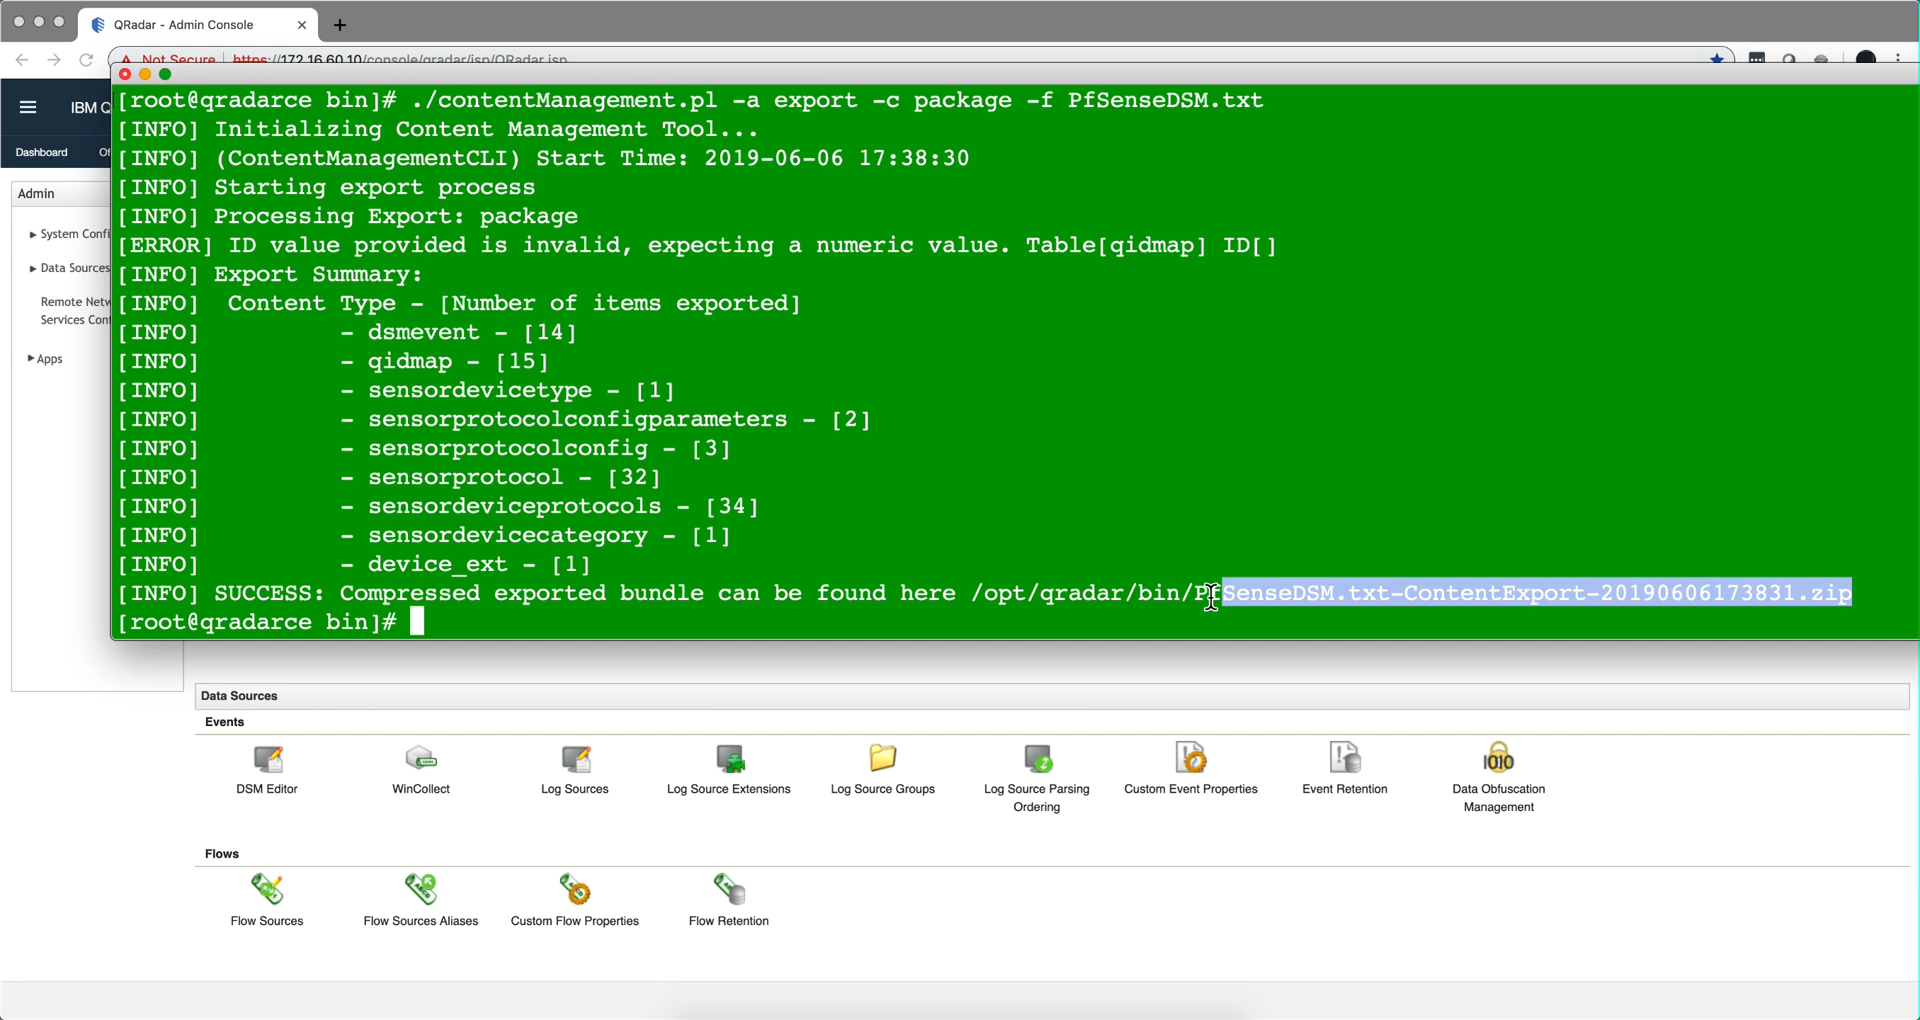 QRadar - Admin Console
Not Secure https://172.16.60.10/console/qradar/jsp/QRadar.jsp
IBM Q
Dashboard Of
Admin
System Confi
Data Sources
Remote Netw
Services Conf
Apps
[root@qradarce bin]# ./contentManagement.pl -a export -c package -f PfSenseDSM.txt
[INFO] Initializing Content Management Tool...
[INFO] (ContentManagementCLI) Start Time: 2019-06-06 17:38:30
[INFO] Starting export process
[INFO] Processing Export: package
[ERROR] ID value provided is invalid, expecting a numeric value. Table[qidmap] ID[]
[INFO] Export Summary:
[INFO] Content Type - [Number of items exported]
[INFO] - dsmevent - [14]
[INFO] - qidmap - [15]
[INFO] - sensordevicetype - [1]
[INFO] - sensorprotocolconfigparameters - [2]
[INFO] - sensorprotocolconfig - [3]
[INFO] - sensorprotocol - [32]
[INFO] - sensordeviceprotocols - [34]
[INFO] - sensordevicecategory - [1]
[INFO] - device_ext - [1]
[INFO] SUCCESS: Compressed exported bundle can be found here /opt/qradar/bin/PfSenseDSM.txt-ContentExport-20190606173831.zip
[root@qradarce bin]#
Data Sources
Events
DSM Editor
WinCollect
Log Sources
Log Source Extensions
Log Source Groups
Log Source Parsing
Ordering
Custom Event Properties
Event Retention
Data Obfuscation
Management
Flows
Flow Sources
Flow Sources Aliases
Custom Flow Properties
Flow Retention